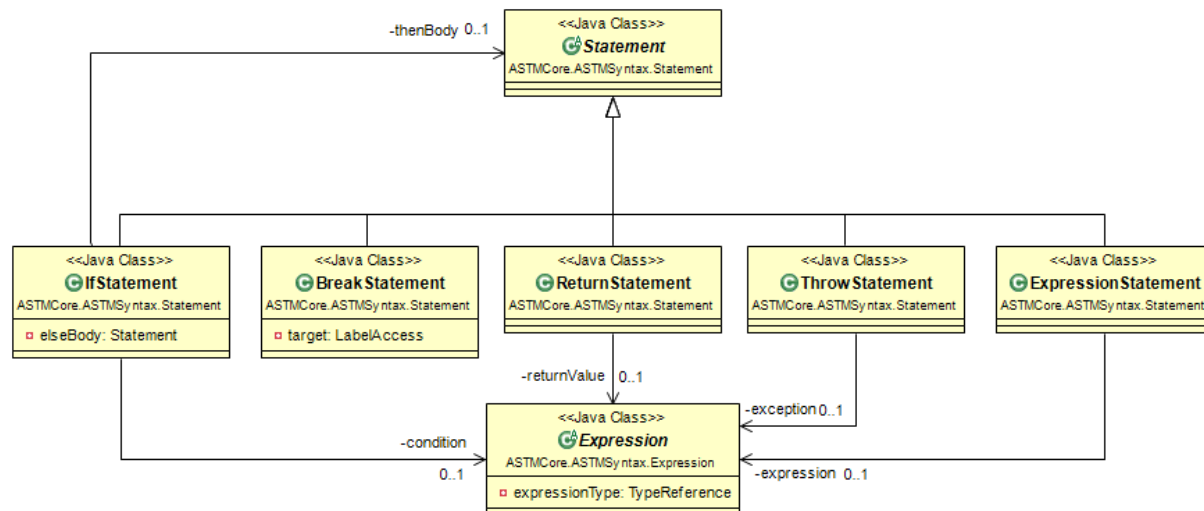 <<Java Class>>
Statement
ASTMCore.ASTMSyntax.Statement
-thenBody 0..1
<<Java Class>>
IfStatement
ASTMCore.ASTMSyntax.Statement
elseBody: Statement
<<Java Class>>
BreakStatement
ASTMCore.ASTMSyntax.Statement
target: LabelAccess
<<Java Class>>
ReturnStatement
ASTMCore.ASTMSyntax.Statement
<<Java Class>>
ThrowStatement
ASTMCore.ASTMSyntax.Statement
<<Java Class>>
ExpressionStatement
ASTMCore.ASTMSyntax.Statement
-returnValue 0..1
-exception 0..1
-condition
0..1
-expression 0..1
<<Java Class>>
Expression
ASTMCore.ASTMSyntax.Expression
expressionType: TypeReference